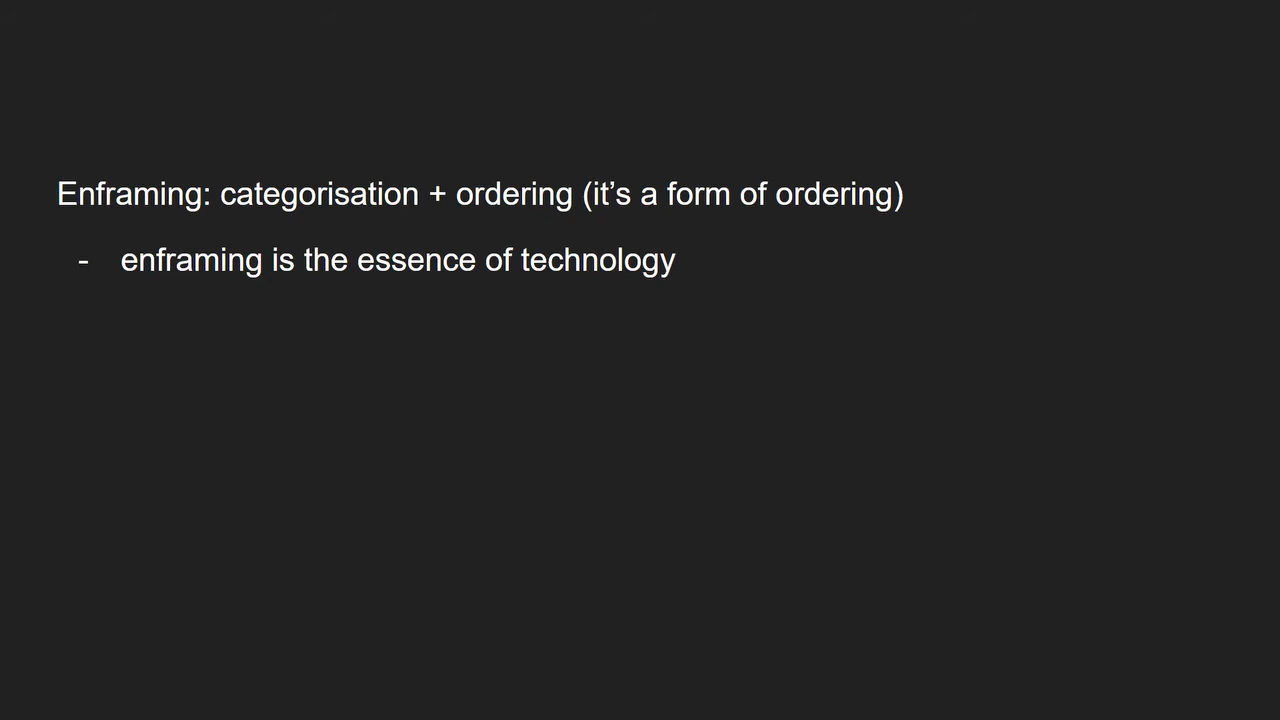 Enframing: categorisation + ordering (it’s a form of ordering)
- enframing is the essence of technology